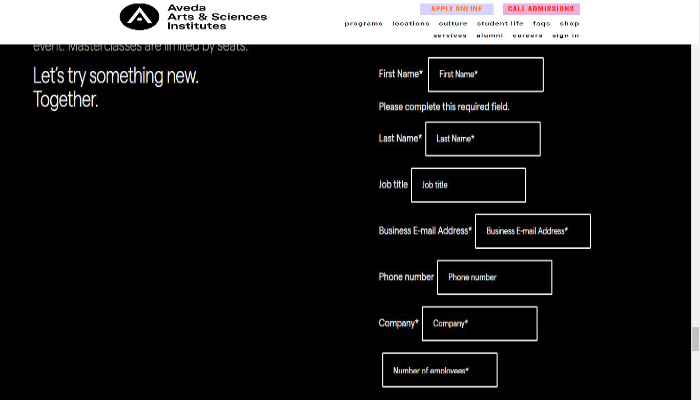 Aveda
Arts & Sciences
Institutes
APPLY ONLINE
CALL ADMISSIONS
programs locations culture student life faqs shop
services alumni careers sign in
event. Masterclasses are limited by seats.
Let's try something new.
Together.
First Name* First Name*
Please complete this required field.
Last Name* Last Name*
Job title Job title
Business E-mail Address* Business E-mail Address*
Phone number Phone number
Company* Company*
Number of employees*